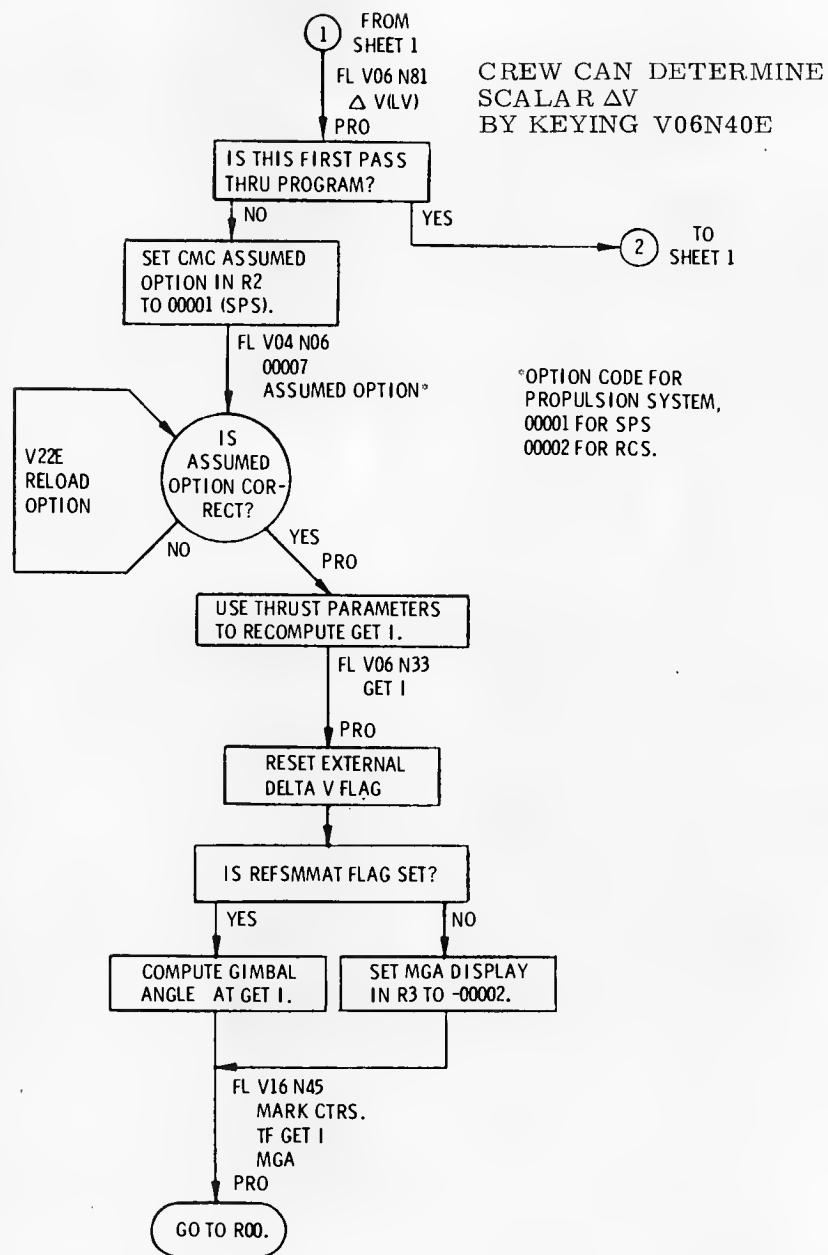 1
FROM
SHEET 1
FL V06 N81
Δ V(LV)
PRO
CREW CAN DETERMINE
SCALAR ΔV
BY KEYING V06N40E
IS THIS FIRST PASS
THRU PROGRAM?
NO
YES
2
TO
SHEET 1
SET CMC ASSUMED
OPTION IN R2
TO 00001 (SPS).
FL V04 N06
00007
ASSUMED OPTION*
*OPTION CODE FOR
PROPULSION SYSTEM,
00001 FOR SPS
00002 FOR RCS.
V22E
RELOAD
OPTION
IS
ASSUMED
OPTION COR-
RECT?
NO
YES
PRO
USE THRUST PARAMETERS
TO RECOMPUTE GET I.
FL V06 N33
GET I
PRO
RESET EXTERNAL
DELTA V FLAG
IS REFSMMAT FLAG SET?
YES
NO
COMPUTE GIMBAL
ANGLE AT GET I.
SET MGA DISPLAY
IN R3 TO -00002.
FL V16 N45
MARK CTRS.
TF GET I
MGA
PRO
GO TO R00.